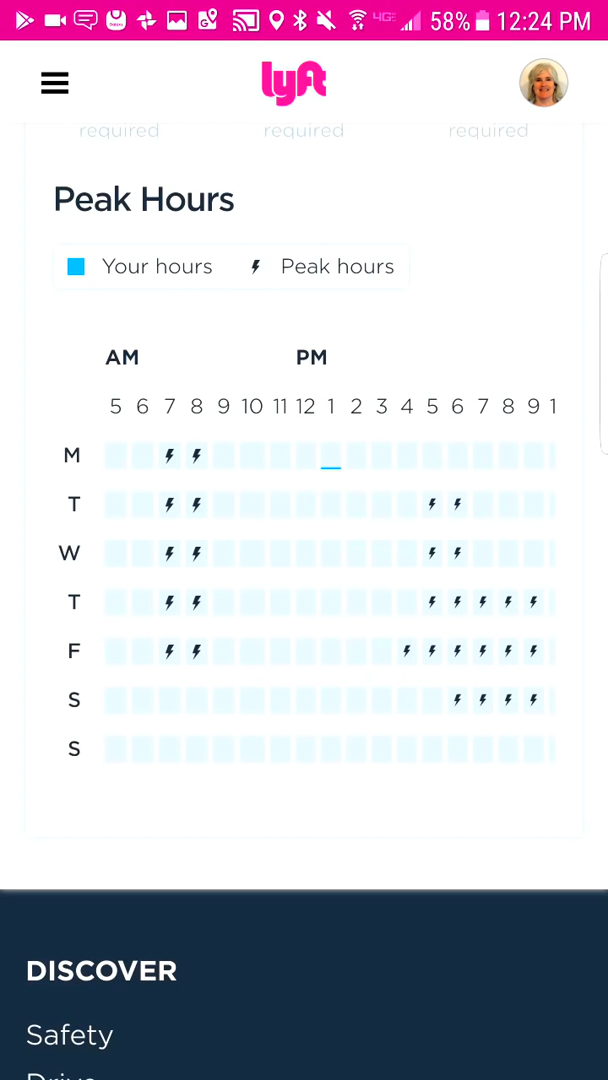 4G 58% 12:24 PM
lyft
required required required
Peak Hours
Your hours Peak hours
AM PM
5 6 7 8 9 10 11 12 1 2 3 4 5 6 7 8 9 1
M
T
W
T
F
S
S
DISCOVER
Safety
Drive